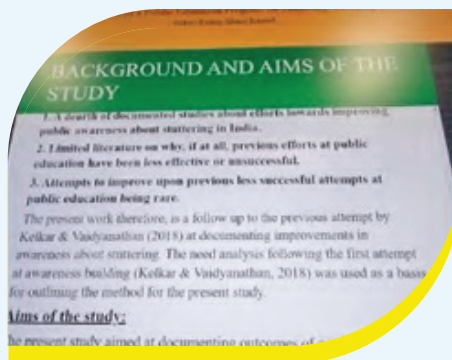 BACKGROUND AND AIMS OF THE
STUDY
1. A dearth of documented studies about efforts towards improving
public awareness about stuttering in India.
2. Limited literature on why, if at all, previous efforts at public
education have been less effective or unsuccessful.
3. Attempts to improve upon previous less successful attempts at
public education being rare.
The present work therefore, is a follow up to the previous attempt by
Kelkar & Vaidyanathan (2018) at documenting improvements in
awareness about stuttering. The need analysis following the first attempt
at awareness building (Kelkar & Vaidyanathan, 2018) was used as a basis
for outlining the method for the present study.
Aims of the study:
he present study aimed at documenting outcomes of